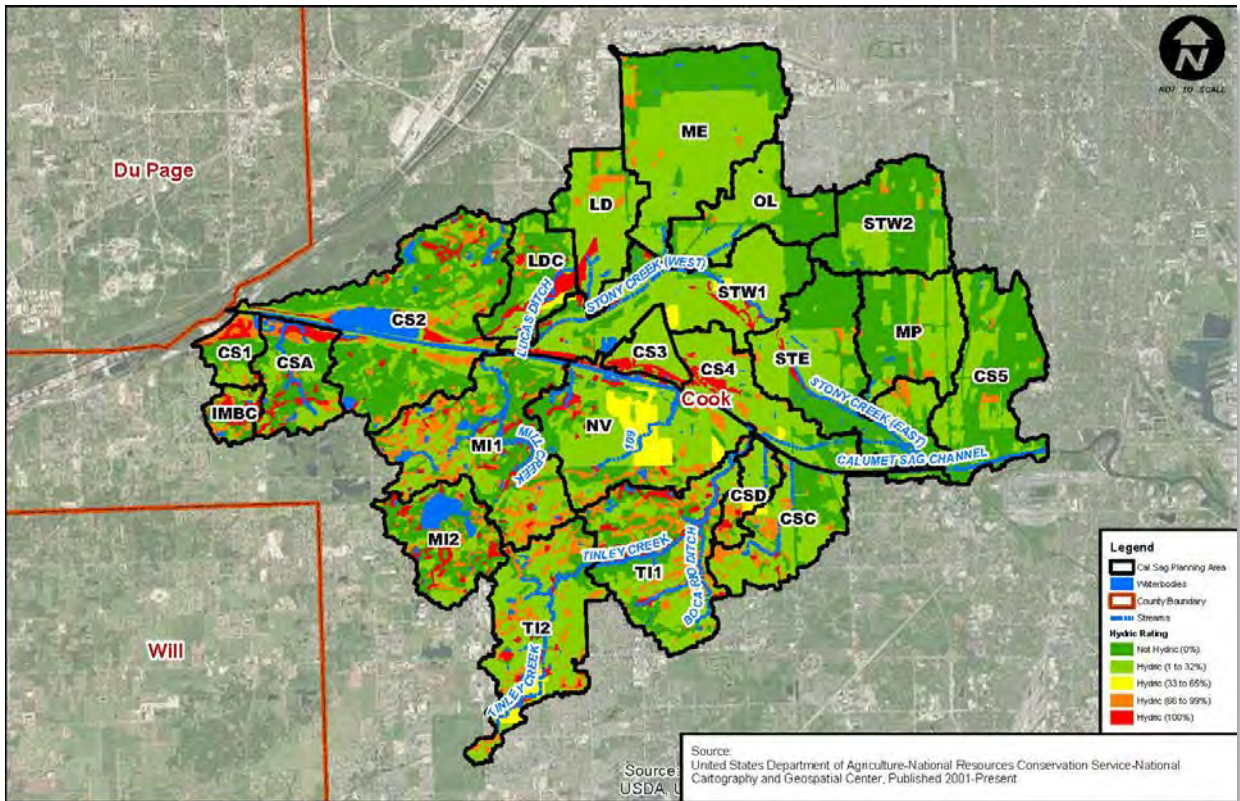 N
NOT TO SCALE
Du Page
ME
LD
OL
STW2
LDC
STONY CREEK (WEST)
LUCAS DITCH
STW1
CS2
MP
CS3
STE
CS1
CSA
CS4
CS5
Cook
IMBC
STONY CREEK (EAST)
NV
MI1
MILL CREEK
109
CALUMET SAG CHANNEL
CSD
CSC
MI2
TINLEY CREEK
TI1
BOCA RIO DITCH
TI2
Will
TINLEY CREEK
Legend
Cal Sag Planning Area
Waterbodies
County Boundary
Streams
Hydric Rating
Not Hydric (0%)
Hydric (1 to 32%)
Hydric (33 to 65%)
Hydric (66 to 99%)
Hydric (100%)
Source:
United States Department of Agriculture-National Resources Conservation Service-National
Cartography and Geospatial Center, Published 2001-Present
Source:
USDA,